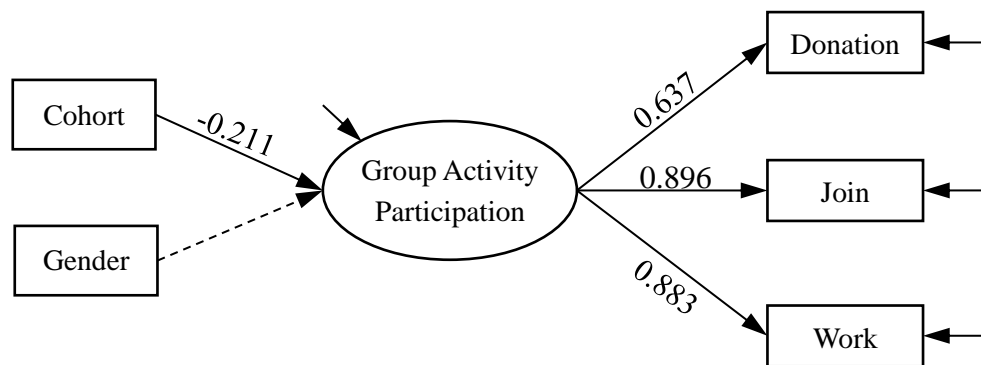 Donation
Cohort
-0.211
0.637
Group Activity
Participation
0.896
Join
Gender
0.883
Work